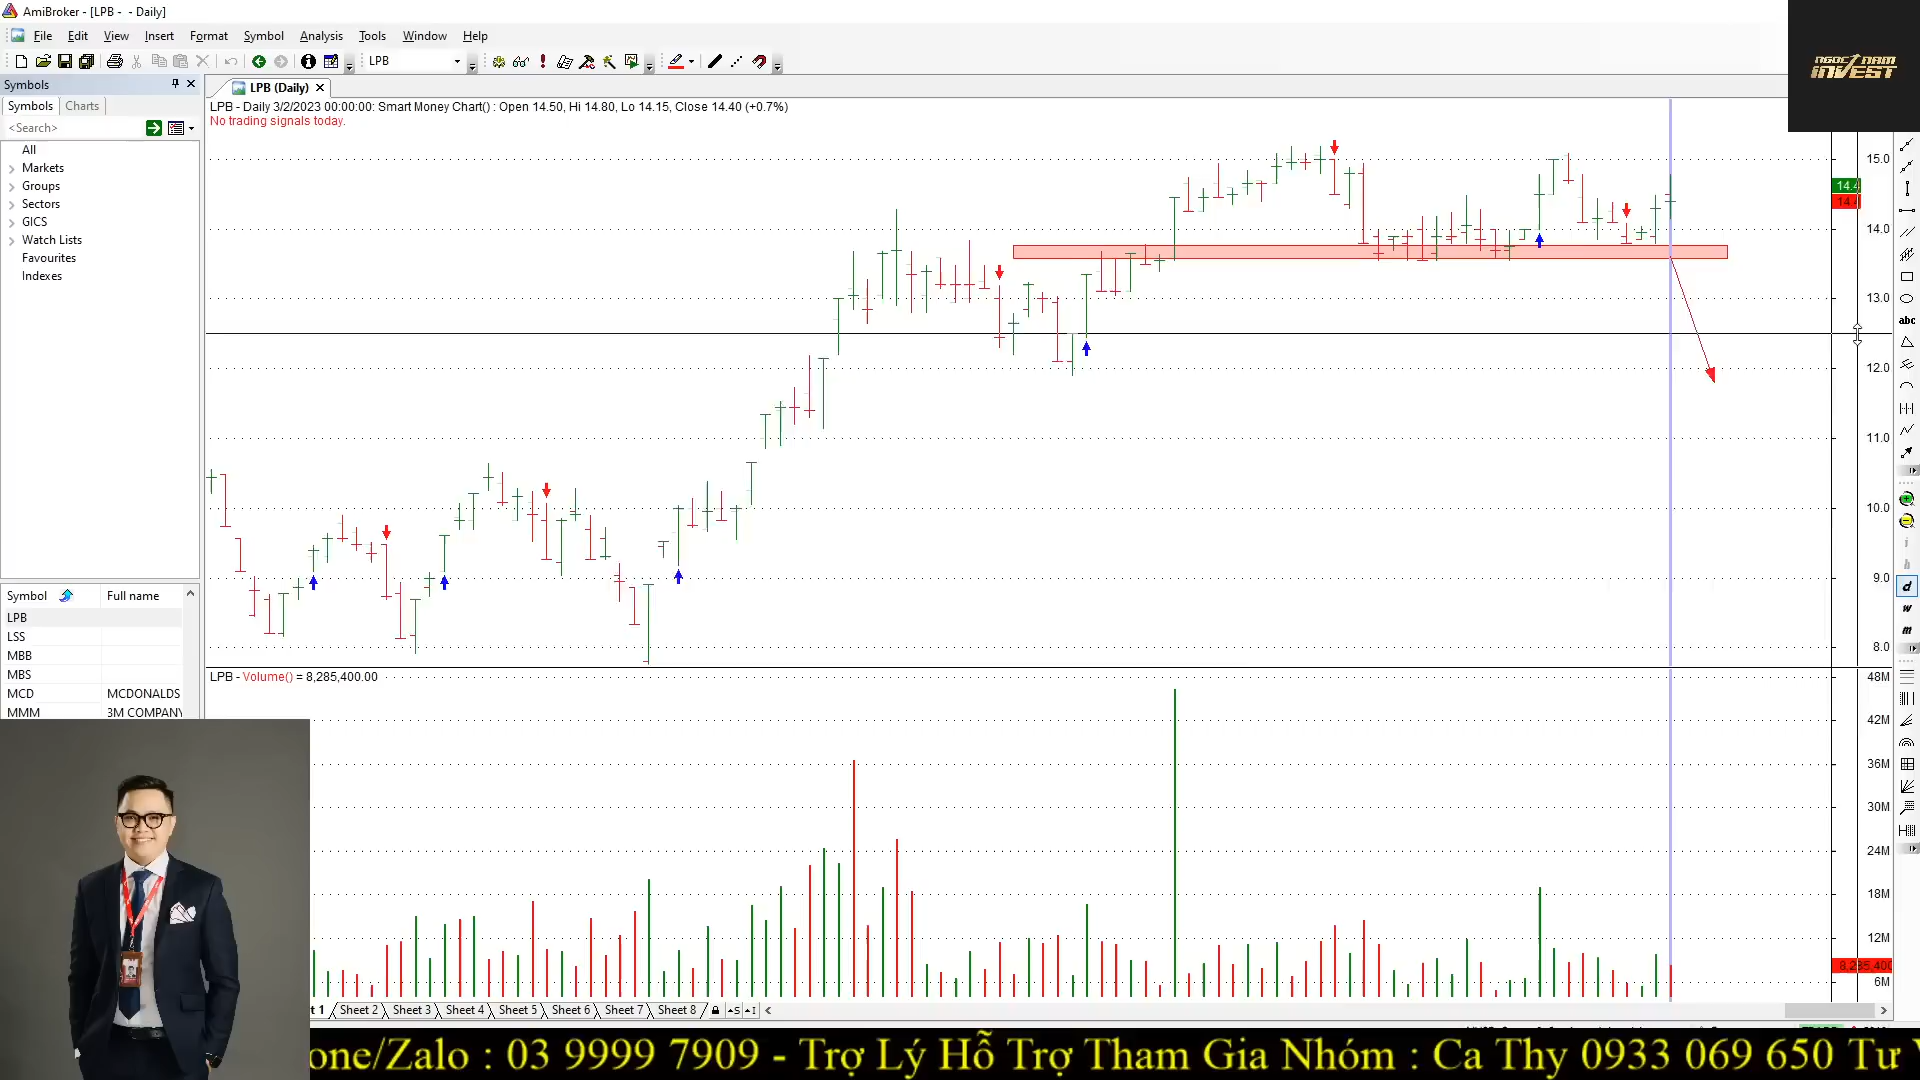 AmiBroker - [LPB - - Daily]
File Edit View Insert Format Symbol Analysis Tools Window Help
LPB
NGOC NAM
INVEST
Symbols
LPB (Daily)
Symbols Charts
LPB - Daily 3/2/2023 00:00:00: Smart Money Chart() : Open 14.50, Hi 14.80, Lo 14.15, Close 14.40 (+0.7%)
No trading signals today.
<Search>
All
Markets
Groups
Sectors
GICS
Watch Lists
Favourites
Indexes
15.0
14.0
13.0
12.0
11.0
10.0
9.0
8.0
abc
d
w
m
Symbol Full name
LPB
LSS
MBB
MBS
MCD MCDONALDS
MMM 3M COMPANY
LPB - Volume() = 8,285,400.00
48M
42M
36M
30M
24M
18M
12M
8,285,400
6M
t 1 Sheet 2 Sheet 3 Sheet 4 Sheet 5 Sheet 6 Sheet 7 Sheet 8
one/Zalo : 03 9999 7909 - Trợ Lý Hỗ Trợ Tham Gia Nhóm : Ca Thy 0933 069 650 Tư